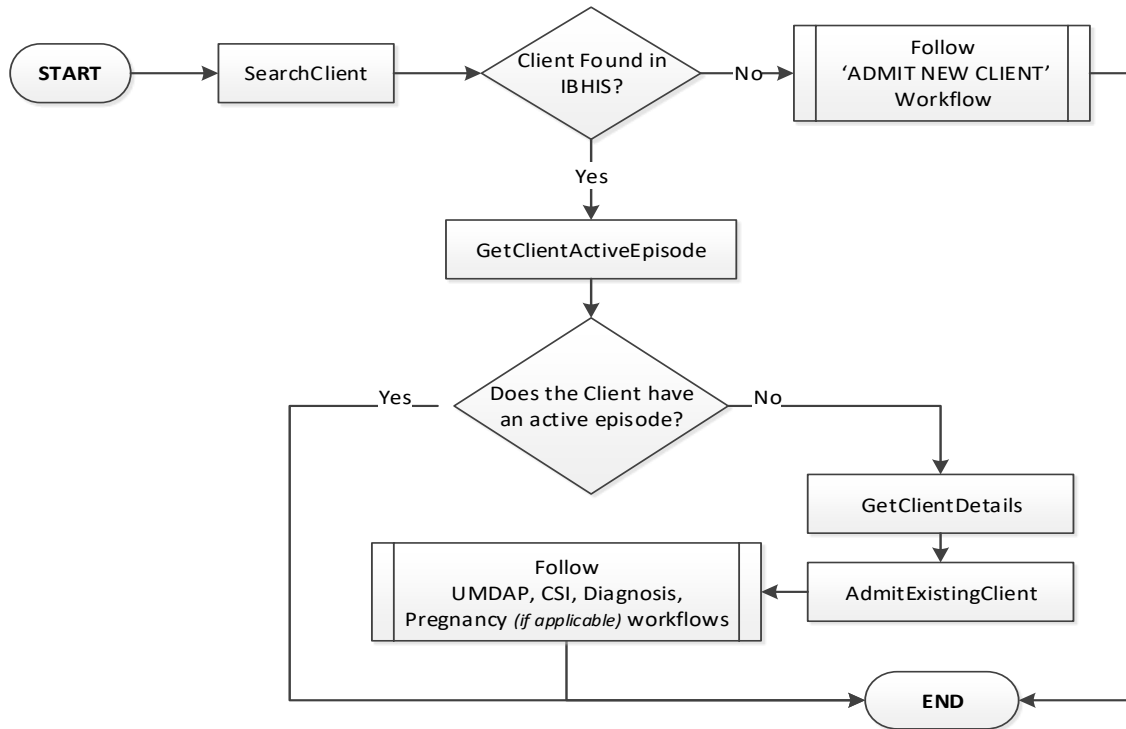 START
SearchClient
Client Found in
IBHIS?
No
Follow
‘ADMIT NEW CLIENT’
Workflow
Yes
GetClientActiveEpisode
Does the Client have
an active episode?
Yes
No
GetClientDetails
AdmitExistingClient
Follow
UMDAP, CSI, Diagnosis,
Pregnancy (if applicable) workflows
END